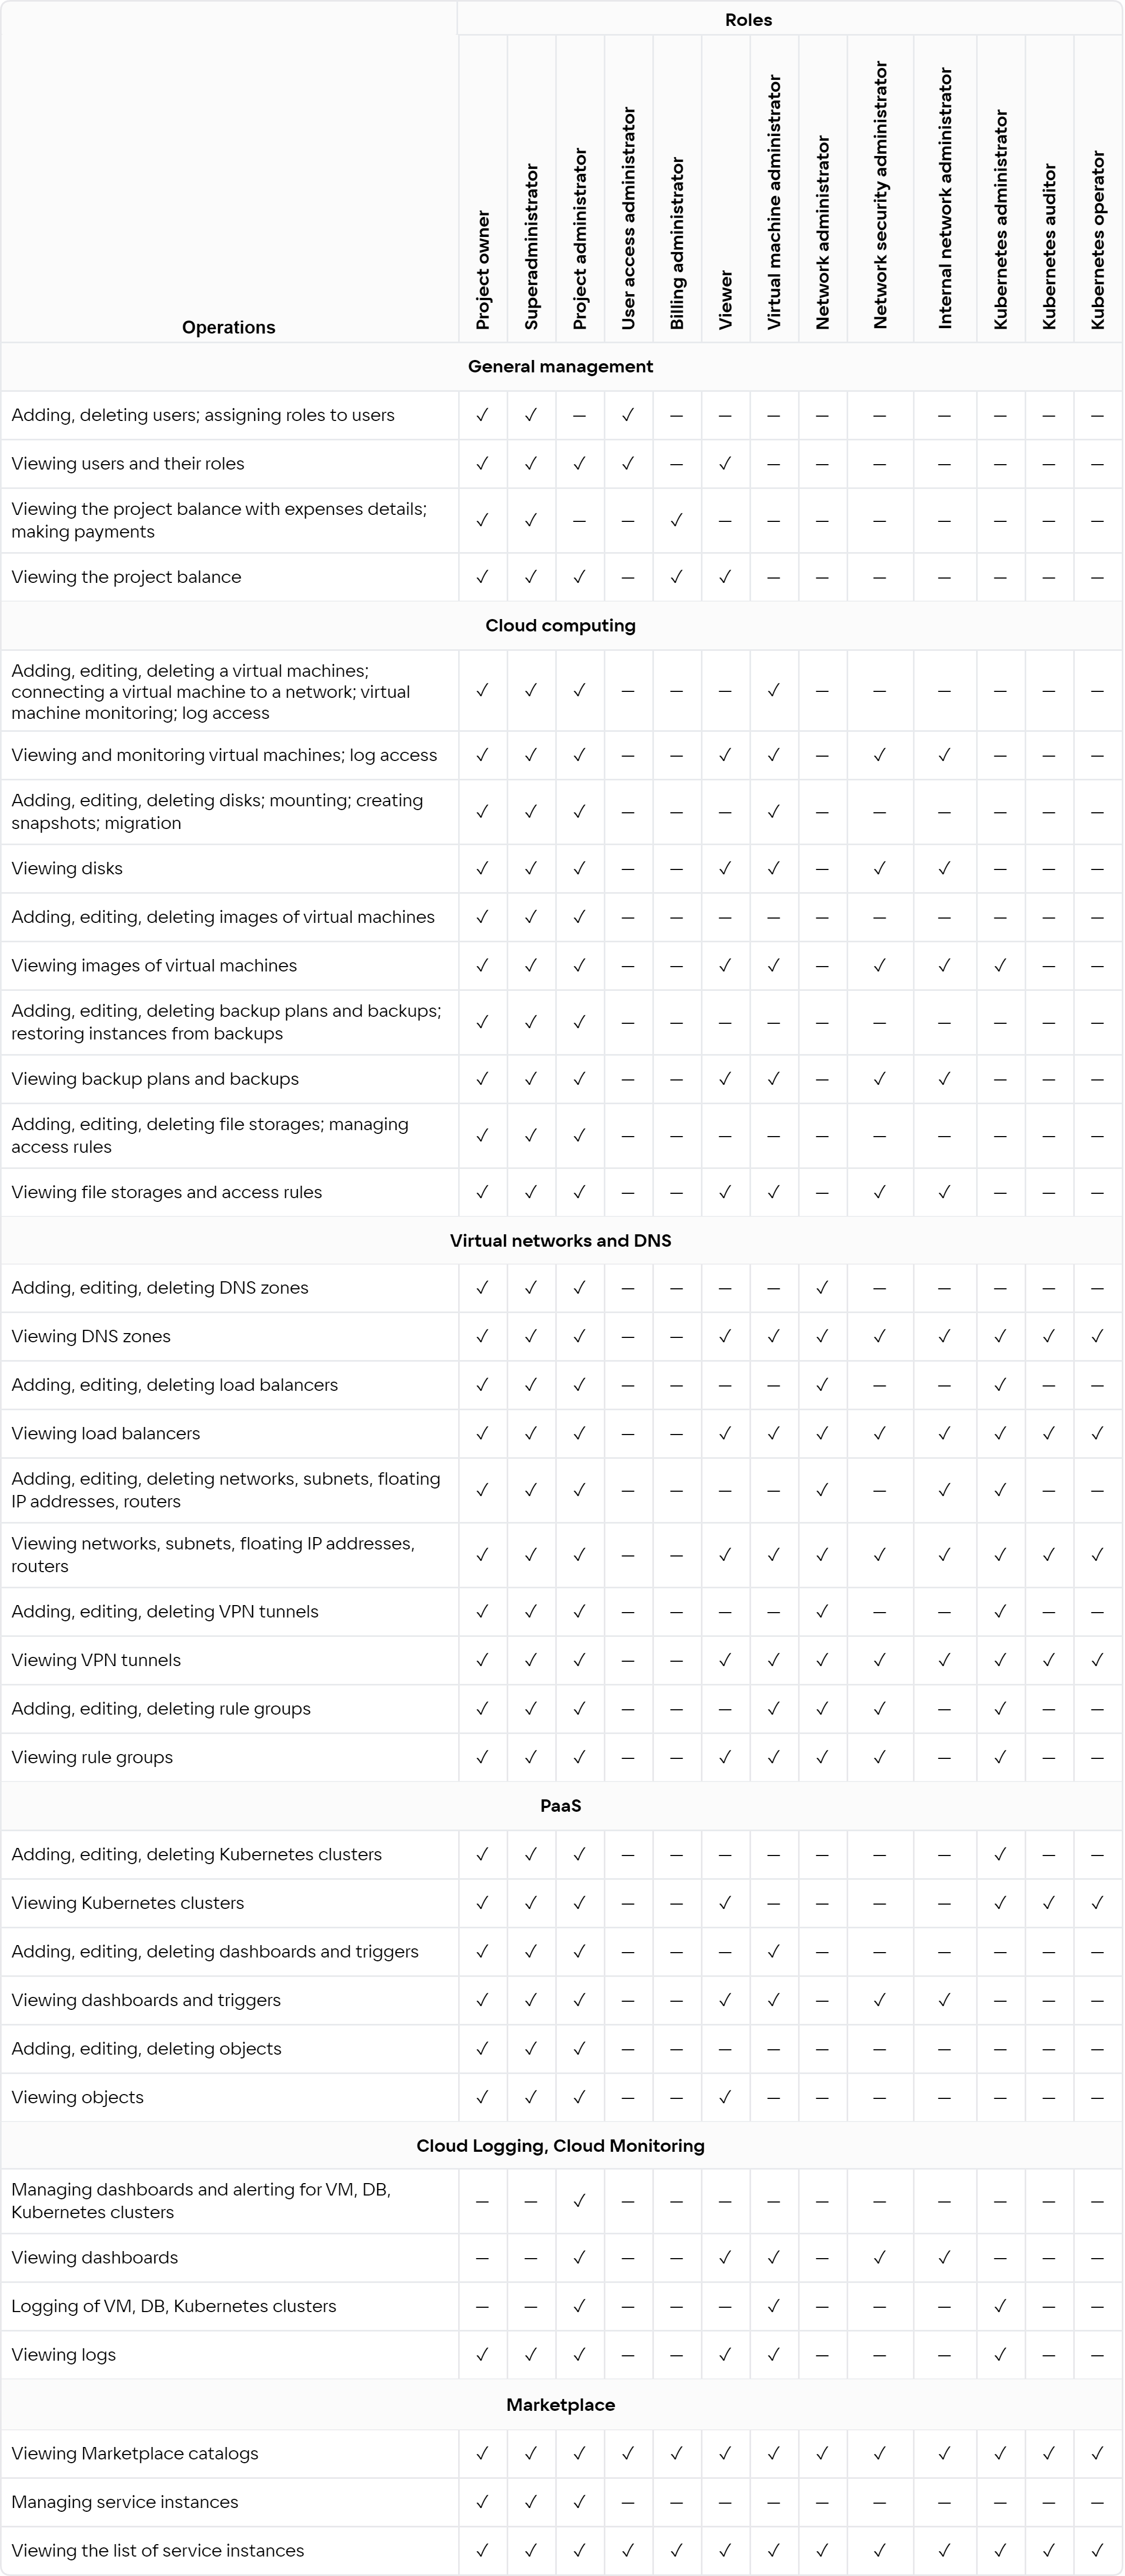 Roles
Operations
Project owner
Superadministrator
Project administrator
User access administrator
Billing administrator
Viewer
Virtual machine administrator
Network administrator
Network security administrator
Internal network administrator
Kubernetes administrator
Kubernetes auditor
Kubernetes operator
General management
Adding, deleting users; assigning roles to users ✓ ✓ — ✓ — — — — — — — — —
Viewing users and their roles ✓ ✓ ✓ ✓ — ✓ — — — — — — —
Viewing the project balance with expenses details;
making payments ✓ ✓ — — ✓ — — — — — — — —
Viewing the project balance ✓ ✓ ✓ — ✓ ✓ — — — — — — —
Cloud computing
Adding, editing, deleting a virtual machines;
connecting a virtual machine to a network; virtual
machine monitoring; log access ✓ ✓ ✓ — — — ✓ — — — — — —
Viewing and monitoring virtual machines; log access ✓ ✓ ✓ — — ✓ ✓ — ✓ ✓ — — —
Adding, editing, deleting disks; mounting; creating
snapshots; migration ✓ ✓ ✓ — — — ✓ — — — — — —
Viewing disks ✓ ✓ ✓ — — ✓ ✓ — ✓ ✓ — — —
Adding, editing, deleting images of virtual machines ✓ ✓ ✓ — — — — — — — — — —
Viewing images of virtual machines ✓ ✓ ✓ — — ✓ ✓ — ✓ ✓ ✓ — —
Adding, editing, deleting backup plans and backups;
restoring instances from backups ✓ ✓ ✓ — — — — — — — — — —
Viewing backup plans and backups ✓ ✓ ✓ — — ✓ ✓ — ✓ ✓ — — —
Adding, editing, deleting file storages; managing
access rules ✓ ✓ ✓ — — — — — — — — — —
Viewing file storages and access rules ✓ ✓ ✓ — — ✓ ✓ — ✓ ✓ — — —
Virtual networks and DNS
Adding, editing, deleting DNS zones ✓ ✓ ✓ — — — — ✓ — — — — —
Viewing DNS zones ✓ ✓ ✓ — — ✓ ✓ ✓ ✓ ✓ ✓ ✓ ✓
Adding, editing, deleting load balancers ✓ ✓ ✓ — — — — ✓ — — ✓ — —
Viewing load balancers ✓ ✓ ✓ — — ✓ ✓ ✓ ✓ ✓ ✓ ✓ ✓
Adding, editing, deleting networks, subnets, floating
IP addresses, routers ✓ ✓ ✓ — — — — ✓ — ✓ ✓ — —
Viewing networks, subnets, floating IP addresses,
routers ✓ ✓ ✓ — — ✓ ✓ ✓ ✓ ✓ ✓ ✓ ✓
Adding, editing, deleting VPN tunnels ✓ ✓ ✓ — — — — ✓ — — ✓ — —
Viewing VPN tunnels ✓ ✓ ✓ — — ✓ ✓ ✓ ✓ ✓ ✓ ✓ ✓
Adding, editing, deleting rule groups ✓ ✓ ✓ — — — ✓ ✓ ✓ — ✓ — —
Viewing rule groups ✓ ✓ ✓ — — ✓ ✓ ✓ ✓ — ✓ — —
PaaS
Adding, editing, deleting Kubernetes clusters ✓ ✓ ✓ — — — — — — — ✓ — —
Viewing Kubernetes clusters ✓ ✓ ✓ — — ✓ — — — — ✓ ✓ ✓
Adding, editing, deleting dashboards and triggers ✓ ✓ ✓ — — — ✓ — — — — — —
Viewing dashboards and triggers ✓ ✓ ✓ — — ✓ ✓ — ✓ ✓ — — —
Adding, editing, deleting objects ✓ ✓ ✓ — — — — — — — — — —
Viewing objects ✓ ✓ ✓ — — ✓ — — — — — — —
Cloud Logging, Cloud Monitoring
Managing dashboards and alerting for VM, DB,
Kubernetes clusters — — ✓ — — — — — — — — — —
Viewing dashboards — — ✓ — — ✓ ✓ — ✓ ✓ — — —
Logging of VM, DB, Kubernetes clusters — — ✓ — — — ✓ — — — ✓ — —
Viewing logs ✓ ✓ ✓ — — ✓ ✓ — — — ✓ — —
Marketplace
Viewing Marketplace catalogs ✓ ✓ ✓ ✓ ✓ ✓ ✓ ✓ ✓ ✓ ✓ ✓ ✓
Managing service instances ✓ ✓ ✓ — — — — — — — — — —
Viewing the list of service instances ✓ ✓ ✓ ✓ ✓ ✓ ✓ ✓ ✓ ✓ ✓ ✓ ✓